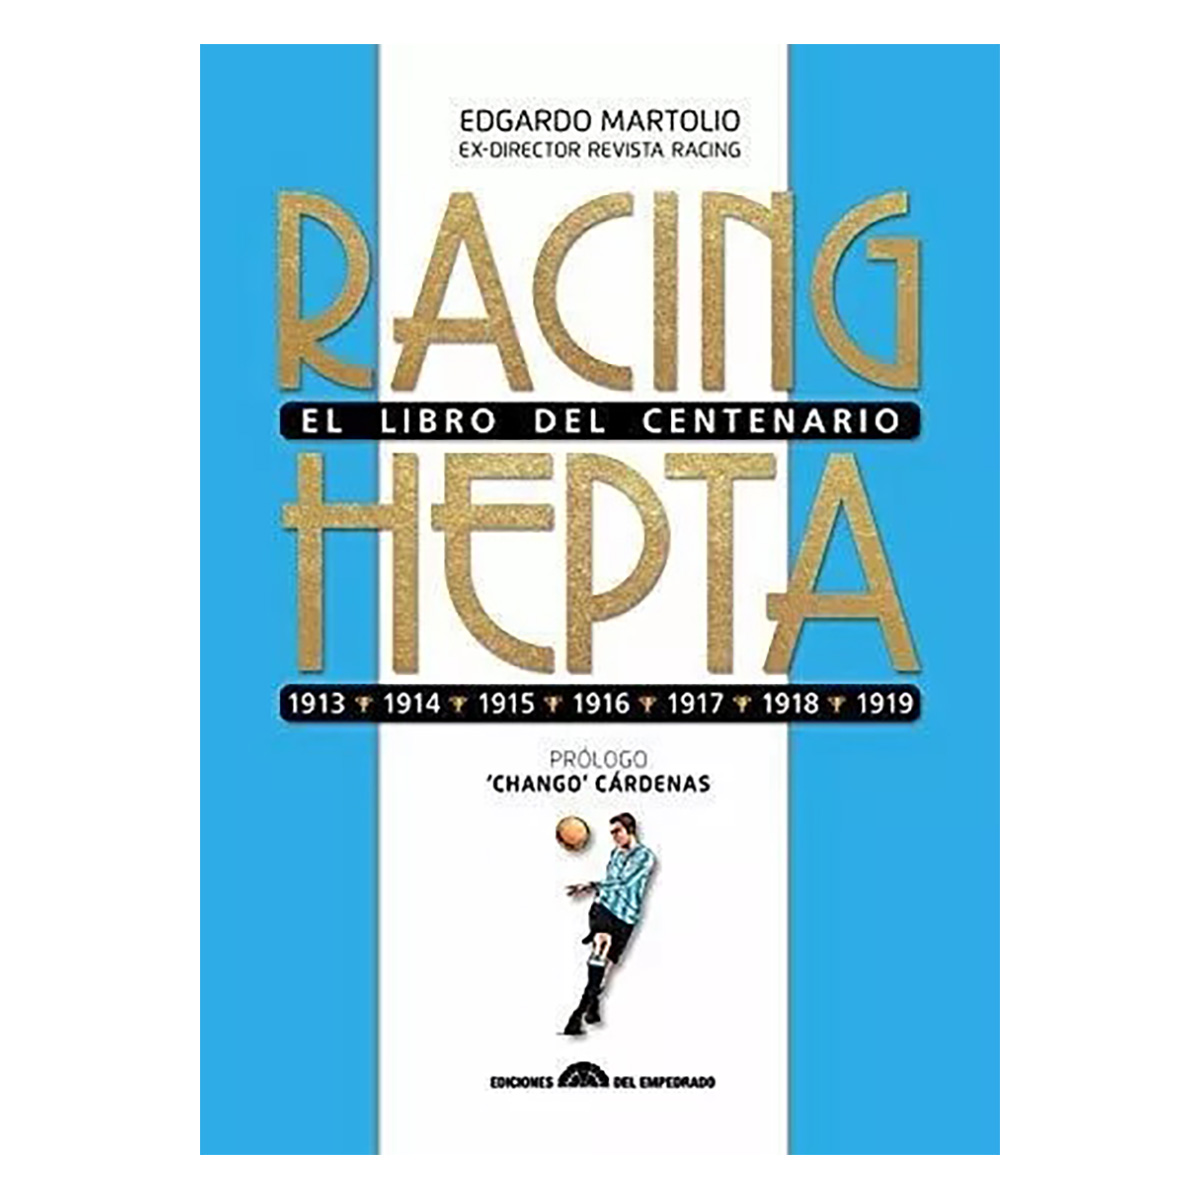 EDGARDO MARTOLIO
EX-DIRECTOR REVISTA RACING
RACING
EL LIBRO DEL CENTENARIO
HEPTA
1913 1914 1915 1916 1917 1918 1919
PRÓLOGO
'CHANGO' CÁRDENAS
EDICIONES DEL EMPEDRADO